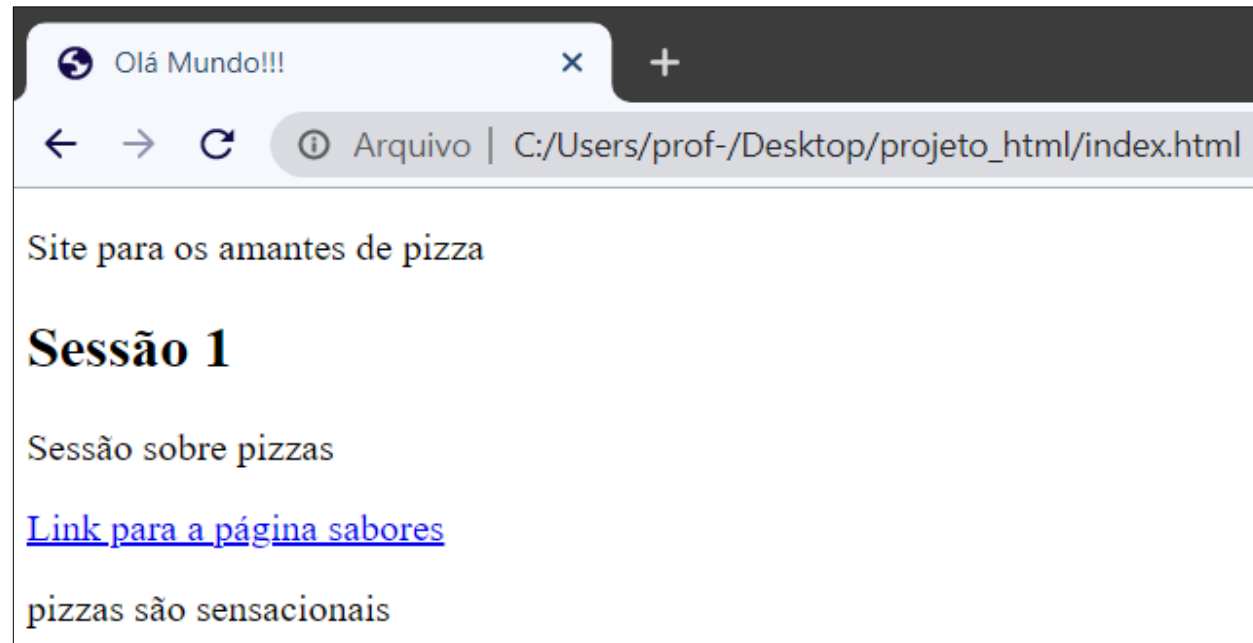 Olá Mundo!!!
Arquivo | C:/Users/prof-/Desktop/projeto_html/index.html
Site para os amantes de pizza
Sessão 1
Sessão sobre pizzas
Link para a página sabores
pizzas são sensacionais